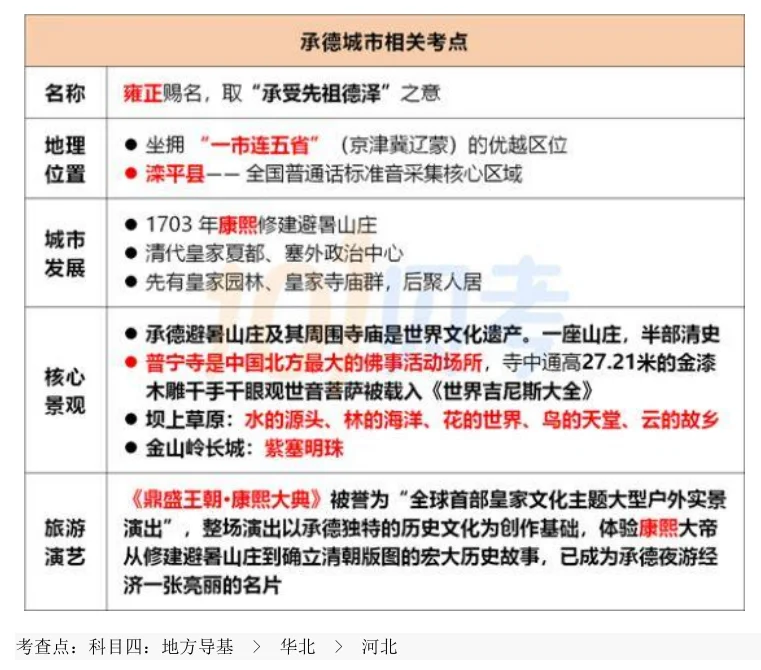 承德城市相关考点
名称
雍正赐名，取“承受先祖德泽”之意
地理
位置
● 坐拥 “一市连五省” （京津冀辽蒙）的优越区位
● 滦平县—— 全国普通话标准音采集核心区域
城市
发展
● 1703 年康熙修建避暑山庄
● 清代皇家夏都、塞外政治中心
● 先有皇家园林、皇家寺庙群，后聚人居
核心
景观
● 承德避暑山庄及其周围寺庙是世界文化遗产。一座山庄，半部清史
● 普宁寺是中国北方最大的佛事活动场所，寺中通高27.21米的金漆
木雕千手千眼观世音菩萨被载入《世界吉尼斯大全》
● 坝上草原：水的源头、林的海洋、花的世界、鸟的天堂、云的故乡
● 金山岭长城：紫塞明珠
旅游
演艺
《鼎盛王朝·康熙大典》被誉为“全球首部皇家文化主题大型户外实景
演出”，整场演出以承德独特的历史文化为创作基础，体验康熙大帝
从修建避暑山庄到确立清朝版图的宏大历史故事，已成为承德夜游经
济一张亮丽的名片
考查点：科目四：地方导基 > 华北 > 河北